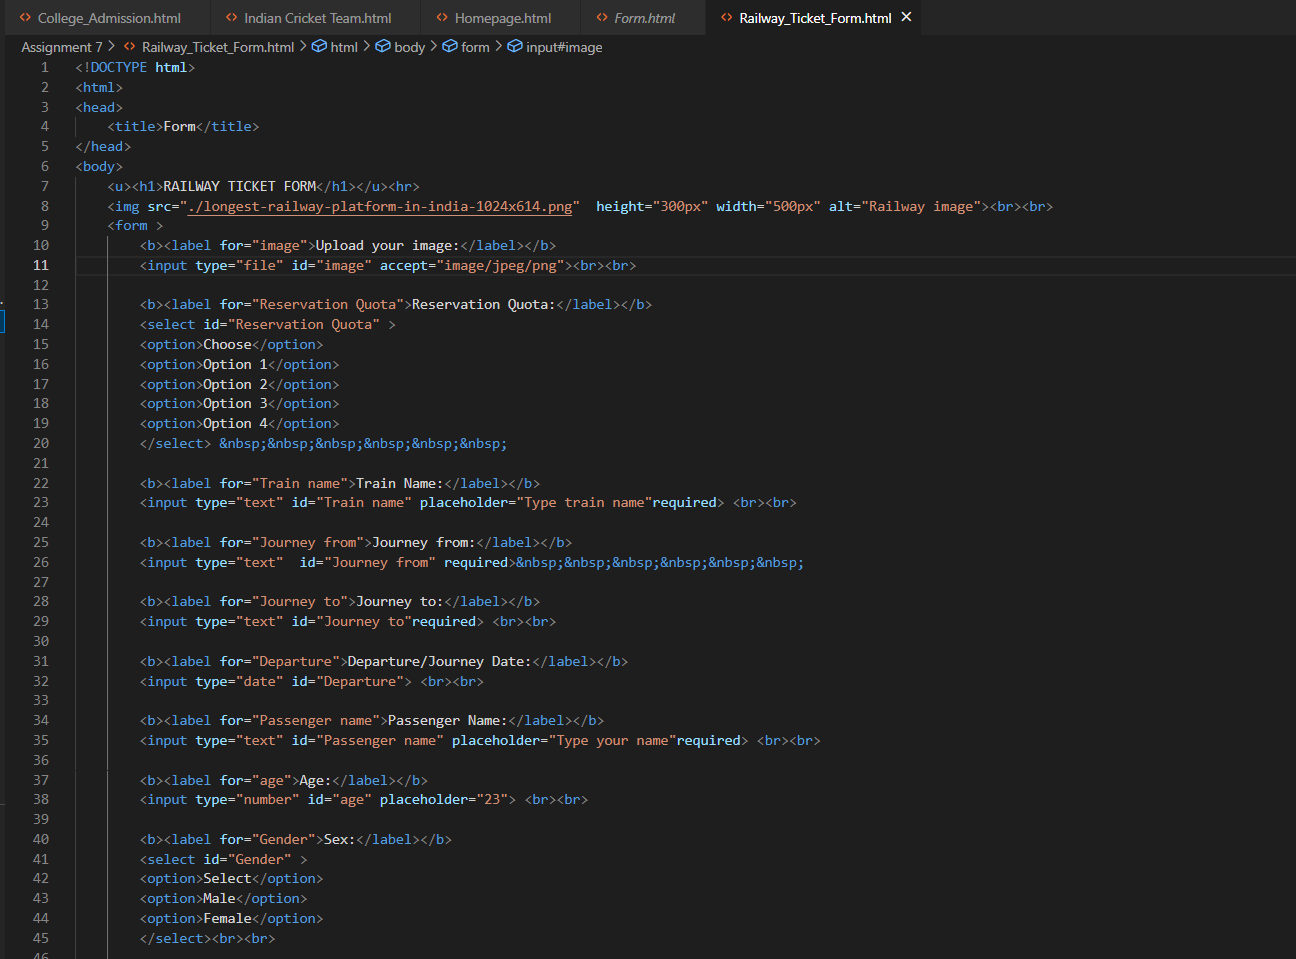 College_Admission.html Indian Cricket Team.html Homepage.html Form.html Railway_Ticket_Form.html
Assignment 7 > Railway_Ticket_Form.html > html > body > form > input#image
1 <!DOCTYPE html>
2 <html>
3 <head>
4 <title>Form</title>
5 </head>
6 <body>
7 <u><h1>RAILWAY TICKET FORM</h1></u><hr>
8 <img src="./longest-railway-platform-in-india-1024x614.png"  height="300px" width="500px" alt="Railway image"><br><br>
9 <form >
10 <b><label for="image">Upload your image:</label></b>
11 <input type="file" id="image" accept="image/jpeg/png"><br><br>
12
13 <b><label for="Reservation Quota">Reservation Quota:</label></b>
14 <select id="Reservation Quota" >
15 <option>Choose</option>
16 <option>Option 1</option>
17 <option>Option 2</option>
18 <option>Option 3</option>
19 <option>Option 4</option>
20 </select> &nbsp;&nbsp;&nbsp;&nbsp;&nbsp;&nbsp;
21
22 <b><label for="Train name">Train Name:</label></b>
23 <input type="text" id="Train name" placeholder="Type train name"required> <br><br>
24
25 <b><label for="Journey from">Journey from:</label></b>
26 <input type="text"  id="Journey from" required>&nbsp;&nbsp;&nbsp;&nbsp;&nbsp;&nbsp;
27
28 <b><label for="Journey to">Journey to:</label></b>
29 <input type="text" id="Journey to"required> <br><br>
30
31 <b><label for="Departure">Departure/Journey Date:</label></b>
32 <input type="date" id="Departure"> <br><br>
33
34 <b><label for="Passenger name">Passenger Name:</label></b>
35 <input type="text" id="Passenger name" placeholder="Type your name"required> <br><br>
36
37 <b><label for="age">Age:</label></b>
38 <input type="number" id="age" placeholder="23"> <br><br>
39
40 <b><label for="Gender">Sex:</label></b>
41 <select id="Gender" >
42 <option>Select</option>
43 <option>Male</option>
44 <option>Female</option>
45 </select><br><br>
46